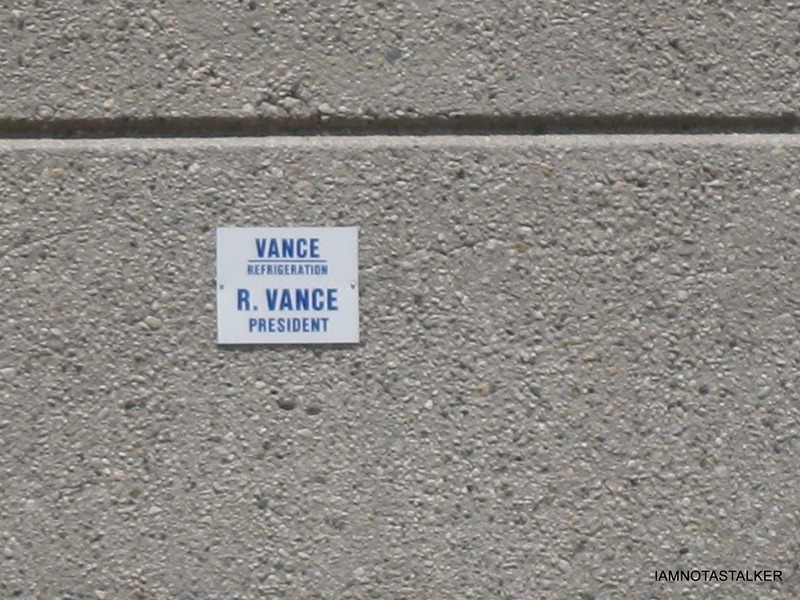 VANCE
REFRIGERATION
R. VANCE
PRESIDENT
IAMNOTASTALKER